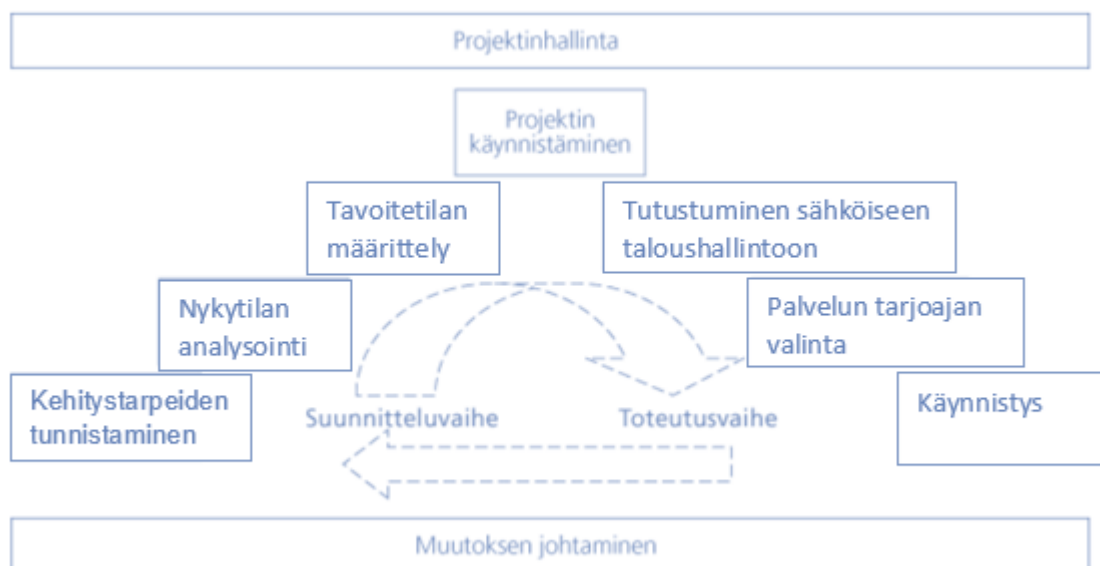 Projektinhallinta
Projektin
käynnistäminen
Tavoitetilan
määrittely
Tutustuminen sähköiseen
taloushallintoon
Nykytilan
analysointi
Palvelun tarjoajan
valinta
Kehitystarpeiden
tunnistaminen
Suunnitteluvaihe
Toteutusvaihe
Käynnistys
Muutoksen johtaminen